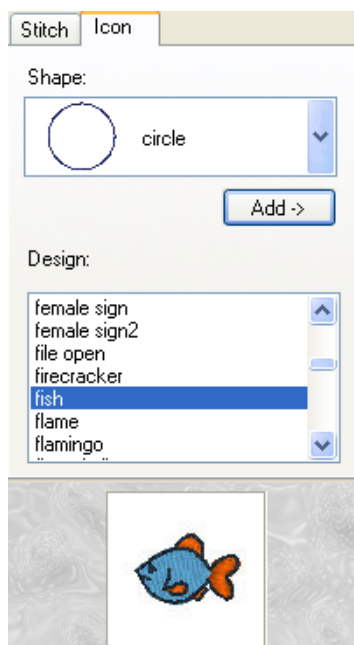 Stitch Icon
Shape:
circle
Add ->
Design:
female sign
female sign2
file open
firecracker
fish
flame
flamingo